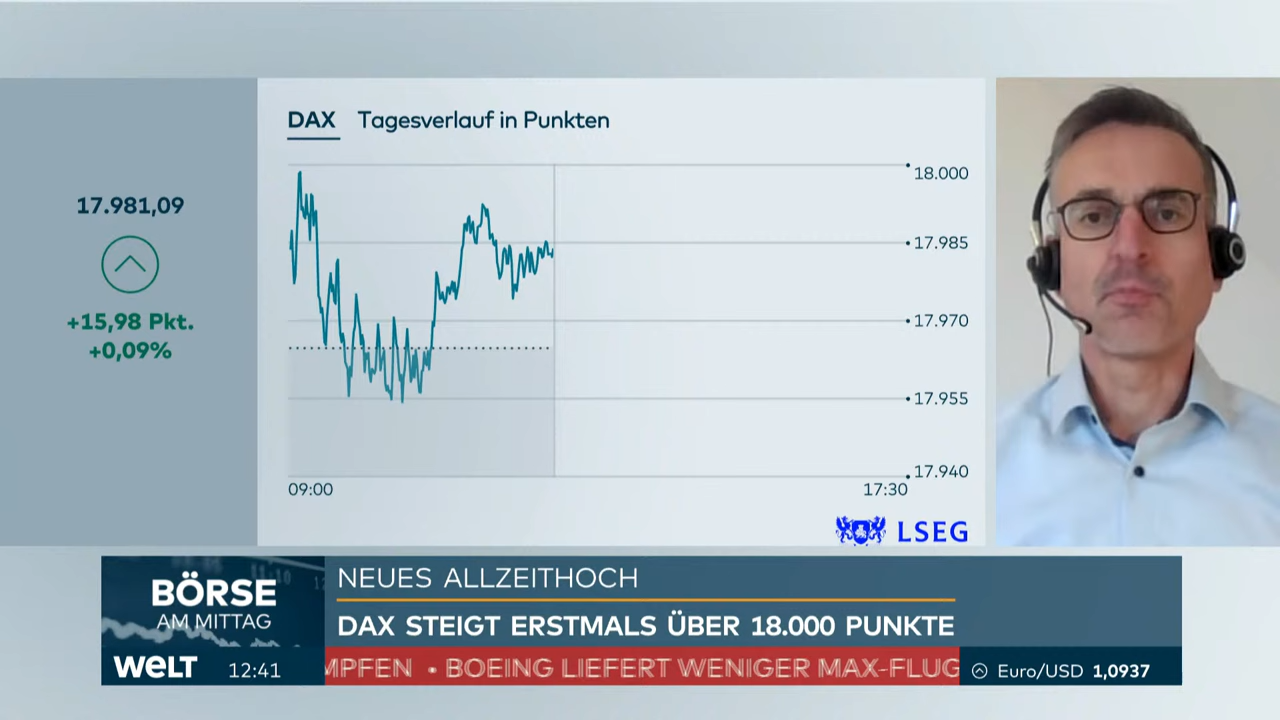 DAX Tagesverlauf in Punkten
17.981,09
+15,98 Pkt.
+0,09%
18.000
17.985
17.970
17.955
17.940
09:00 17:30
LSEG
BÖRSE
AM MITTAG
NEUES ALLZEITHOCH
DAX STEIGT ERSTMALS ÜBER 18.000 PUNKTE
welt 12:41
MPFEN • BOEING LIEFERT WENIGER MAX-FLUG
Euro/USD 1,0937